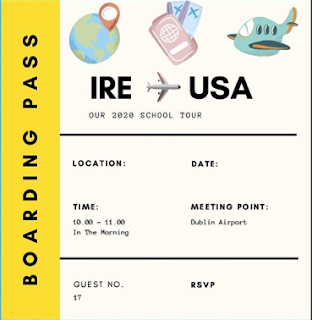 BOARDING PASS
IRE ✈ USA
OUR 2020 SCHOOL TOUR
LOCATION:
DATE:
TIME:
10.00 – 11.00
In The Morning
MEETING POINT:
Dublin Airport
GUEST NO.
17
RSVP